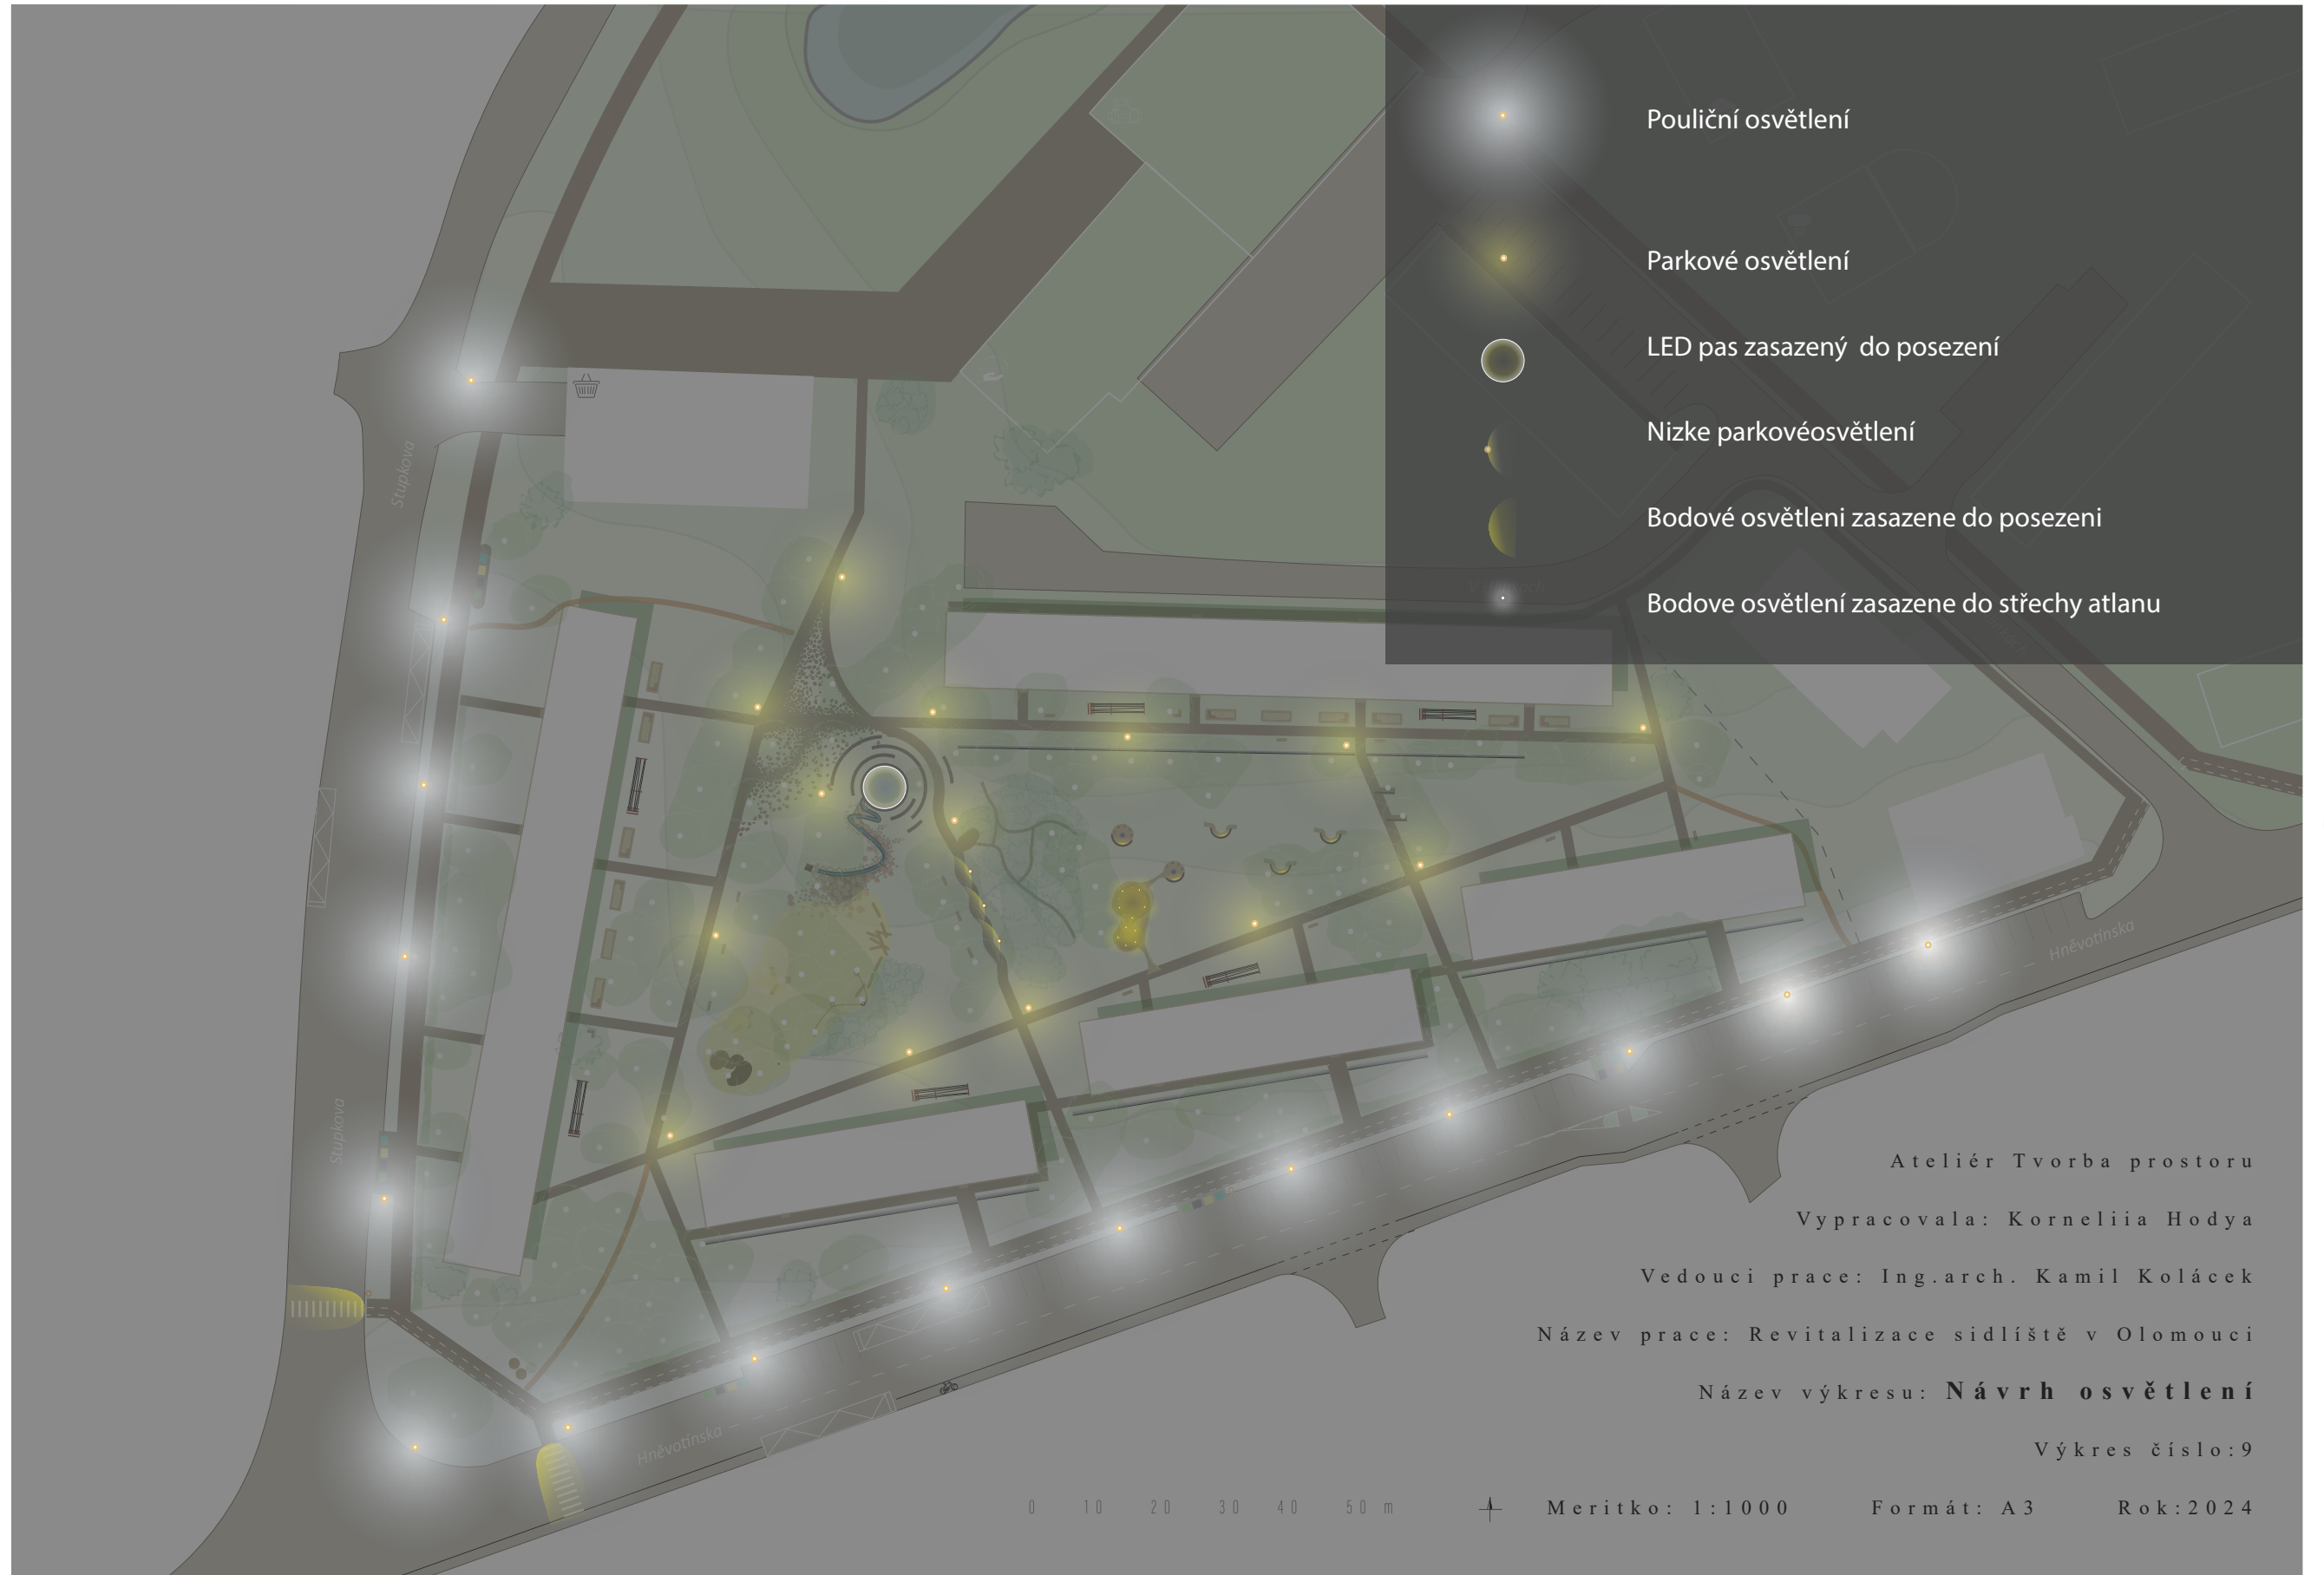 Pouliční osvětlení
Parkové osvětlení
LED pas zasazený do posezení
Nizke parkovéosvětlení
Bodové osvětleni zasazene do posezeni
Bodove osvětlení zasazene do střechy atlanu
Stupkova
Stupkova
Hněvotínska
Hněvotínska
Ateliér Tvorba prostoru
Vypracovala: Korneliia Hodya
Vedouci prace: Ing.arch. Kamil Kolácek
Název prace: Revitalizace sidlíště v Olomouci
Název výkresu: Návrh osvětlení
Výkres číslo:9
0 10 20 30 40 50 m
Meritko: 1:1000 Formát: A3 Rok:2024